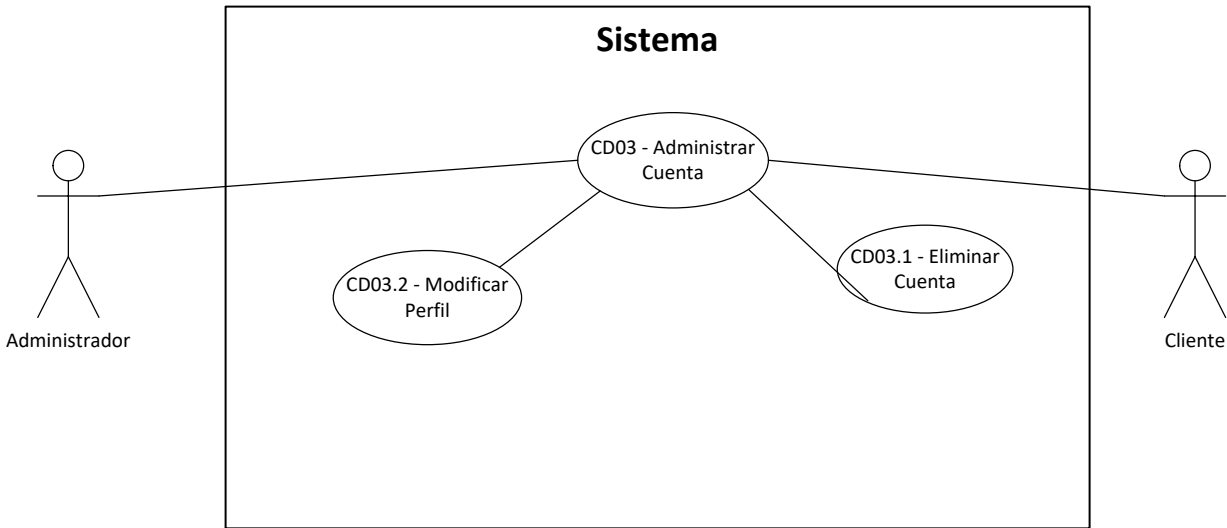 Sistema
CD03 - Administrar
Cuenta
CD03.1 - Eliminar
Cuenta
CD03.2 - Modificar
Perfil
Administrador
Cliente